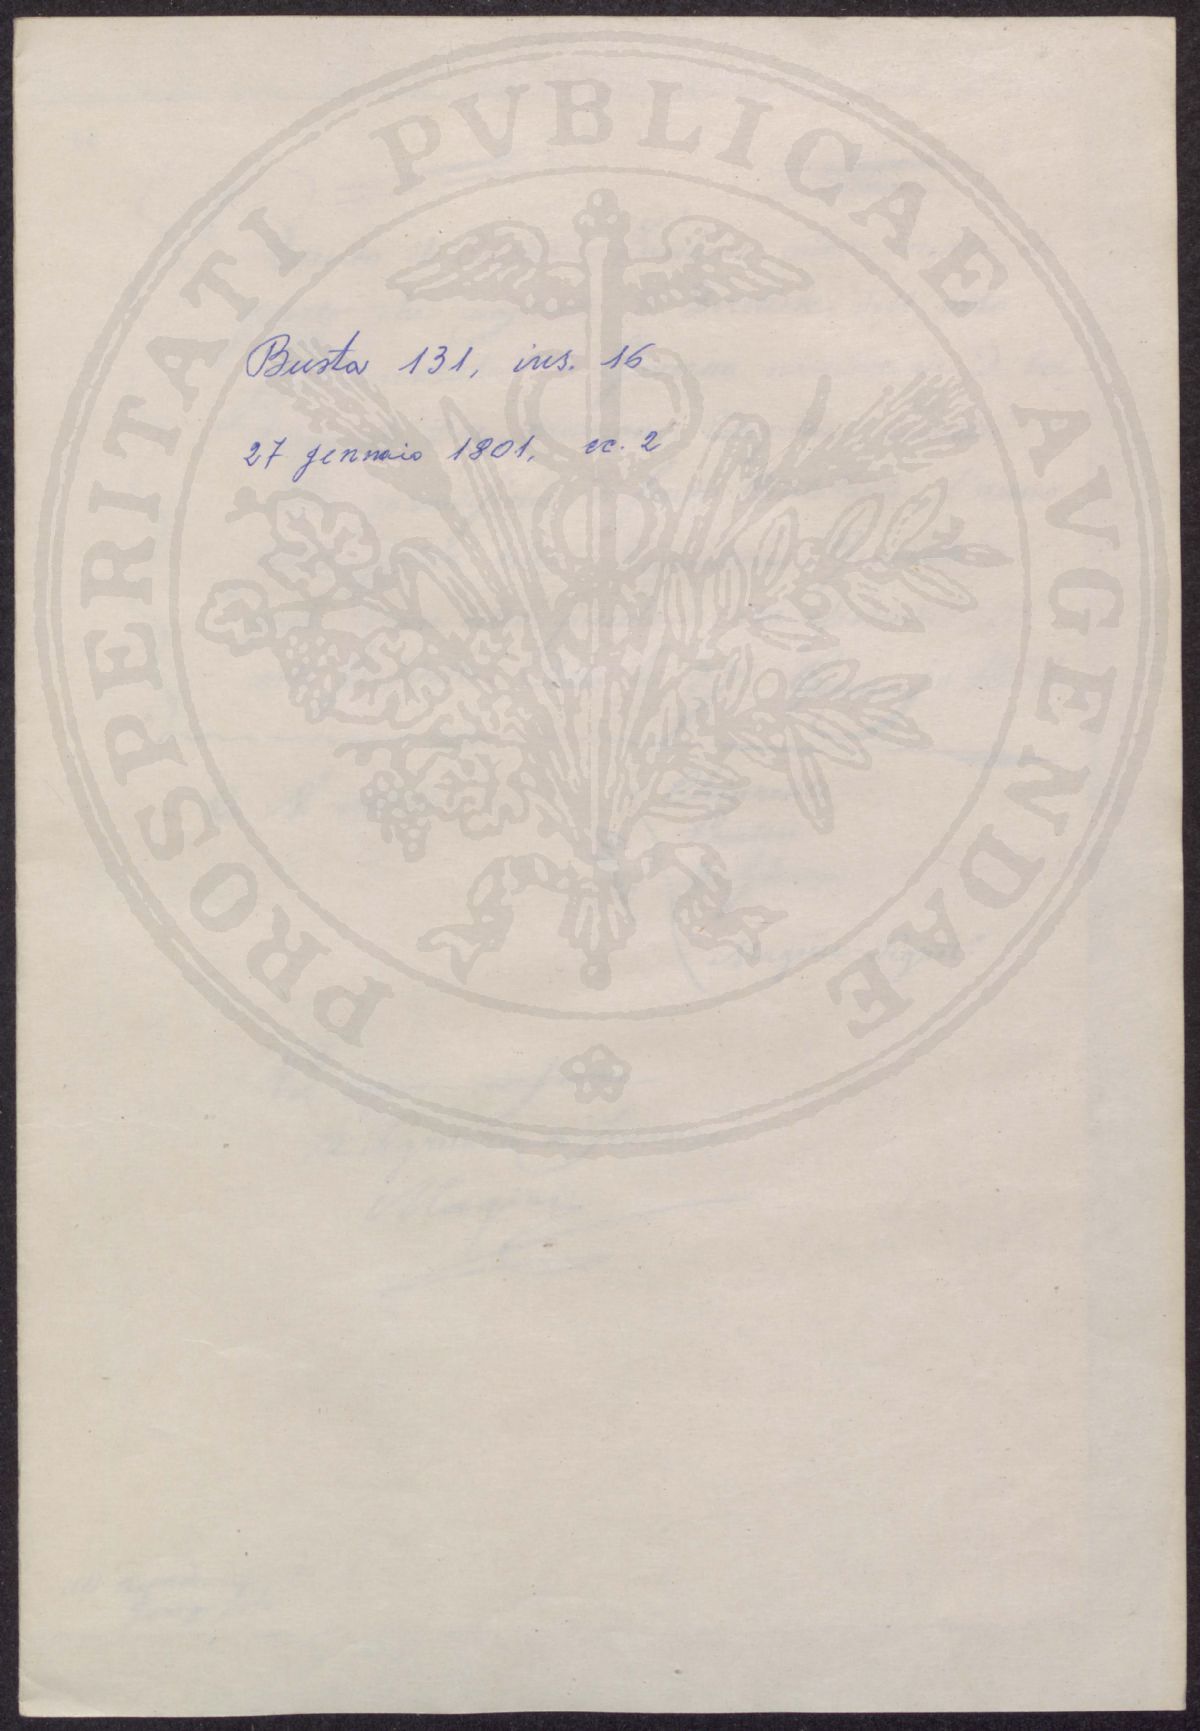 PROSPERITATI PVBLICAE AVGENDAE
Busta 131, ins. 16
27 gennaio 1801, cc. 2